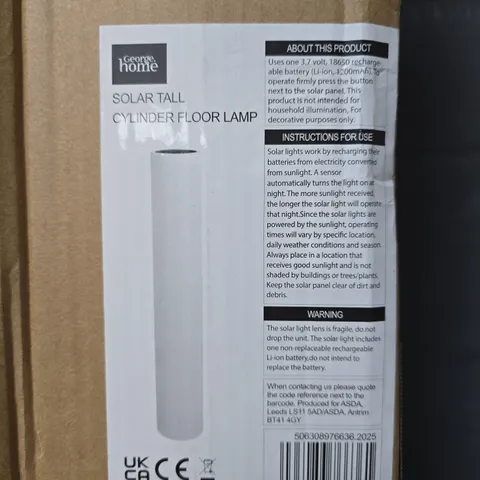 George
home
SOLAR TALL
CYLINDER FLOOR LAMP
ABOUT THIS PRODUCT
Uses one 3.7 volt, 18650 recharge-
able battery (Li-ion, 1200mAh). To
operate firmly press the button
next to the solar panel. This
product is not intended for
household illumination. For
decorative purposes only.
INSTRUCTIONS FOR USE
Solar lights work by recharging their
batteries from electricity converted
from sunlight. A sensor
automatically turns the light on at
night. The more sunlight received,
the longer the solar light will operate
that night.Since the solar lights are
powered by the sunlight, operating
times will vary by specific location,
daily weather conditions and season.
Always place in a location that
receives good sunlight and is not
shaded by buildings or trees/plants.
Keep the solar panel clear of dirt and
debris.
WARNING
The solar light lens is fragile, do not
drop the unit. The solar light includes
one non-replaceable rechargeable
Li-ion battery,do not intend to
replace the battery.
When contacting us please quote
the code reference next to the
barcode. Produced for ASDA,
Leeds LS11 5AD/ASDA, Antrim
BT41 4GY
506308976636.2025
UK
CA CE